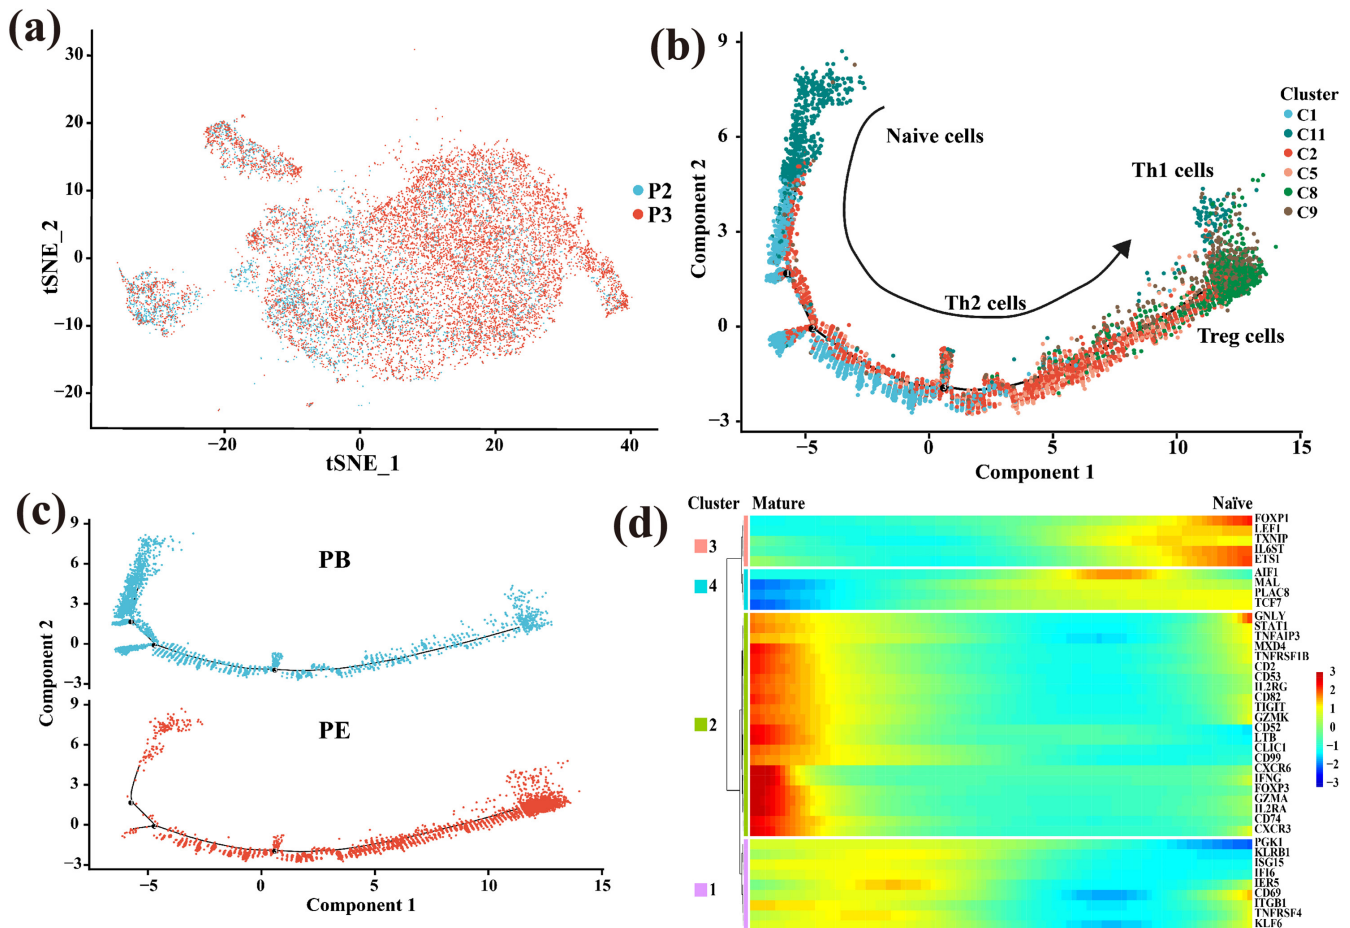 (a)
30
20
10
0
−10
−20
tSNE_2
−20
0
20
40
tSNE_1
P2
P3
(b)
9
6
3
0
−3
Component 2
−5
0
5
10
15
Component 1
Naive cells
Th2 cells
Th1 cells
Treg cells
Cluster
C1
C11
C2
C5
C8
C9
(c)
9
6
3
0
−3
PB
9
6
3
0
−3
PE
Component 2
−5
0
5
10
15
Component 1
(d)
Cluster
Mature
Naïve
3
4
2
1
FOXP1
LEF1
TXNIP
IL6ST
ETS1
AIF1
MAL
PLAC8
TCF7
GNLY
STAT1
TNFAIP3
MXD4
TNFRSF1B
CD2
CD53
IL2RG
CD82
TIGIT
GZMK
CD52
LTB
CLIC1
CD99
CXCR6
IFNG
FOXP3
GZMA
IL2RA
CD74
CXCR3
PGK1
KLRB1
ISG15
IF16
IER5
CD69
ITGB1
TNFRSF4
KLF6
3
2
1
0
−1
−2
−3